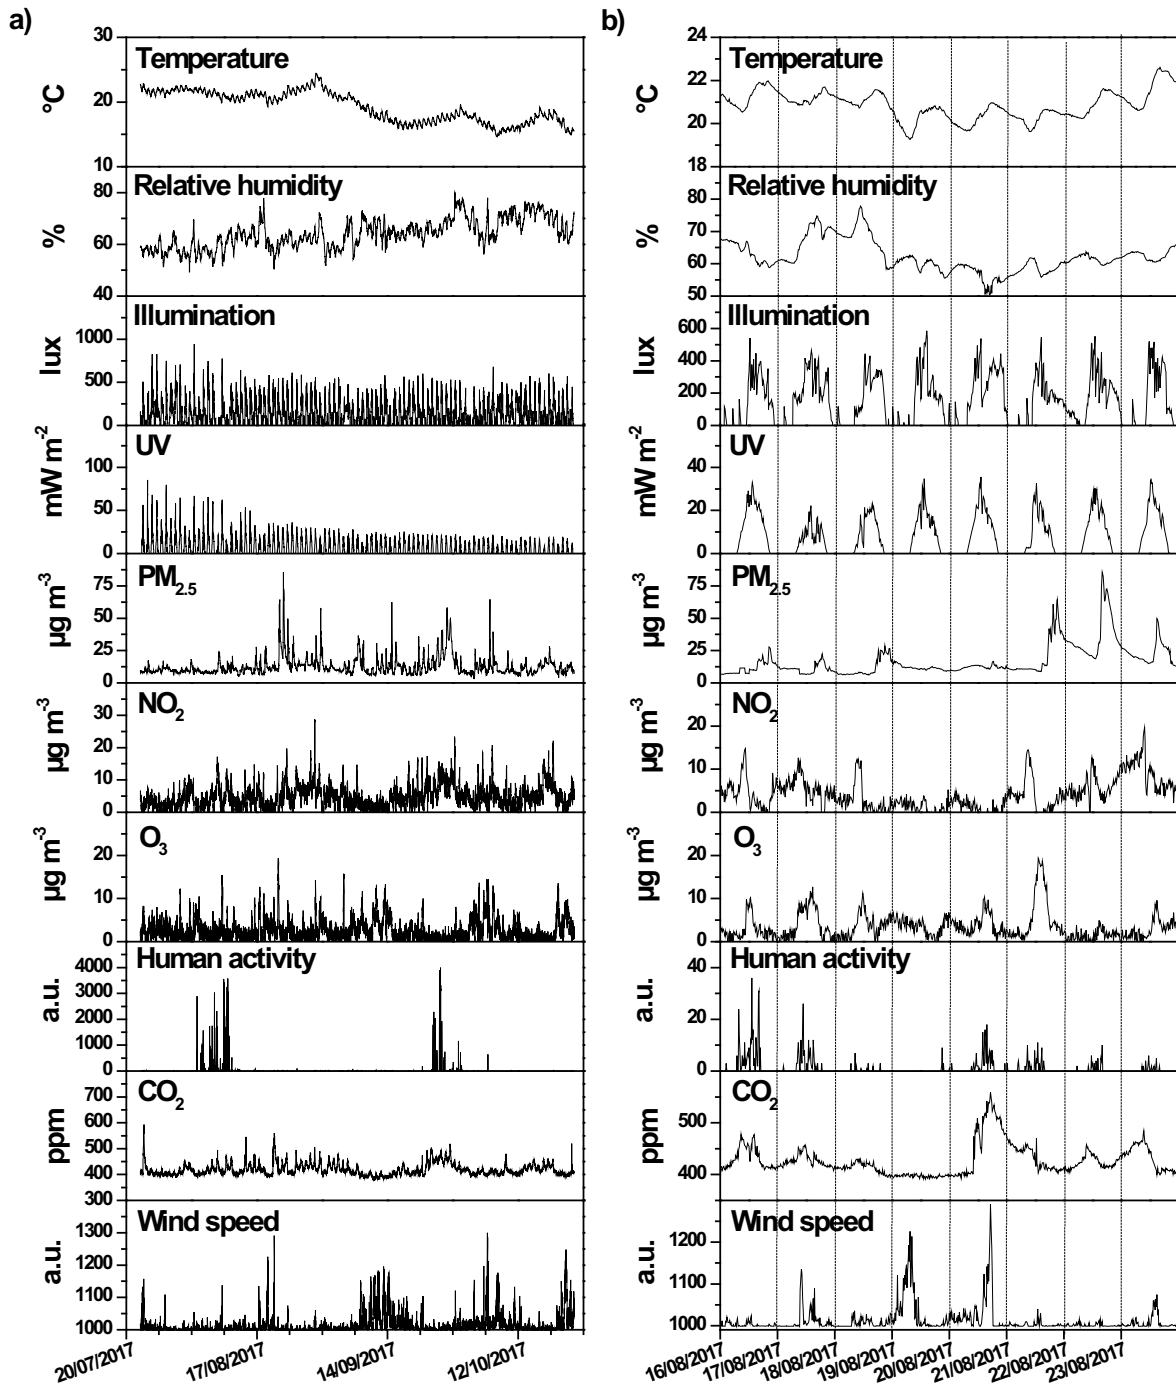 a)
30
20
10
°C
Temperature
80
60
40
%
Relative humidity
1000
500
0
lux
Illumination
100
50
0
mW m-2
UV
75
50
25
0
µg m-3
PM2.5
30
20
10
0
µg m-3
NO2
20
10
0
µg m-3
O3
4000
3000
2000
1000
0
a.u.
Human activity
700
600
500
400
300
ppm
CO2
1300
1200
1100
1000
a.u.
Wind speed
20/07/2017
17/08/2017
14/09/2017
12/10/2017
b)
24
22
20
18
°C
Temperature
80
70
60
50
%
Relative humidity
600
400
200
0
lux
Illumination
40
20
0
mW m-2
UV
75
50
25
0
µg m-3
PM2.5
30
20
10
0
µg m-3
NO2
20
10
0
µg m-3
O3
40
20
0
a.u.
Human activity
500
400
ppm
CO2
1200
1100
1000
a.u.
Wind speed
16/08/2017
17/08/2017
18/08/2017
19/08/2017
20/08/2017
21/08/2017
22/08/2017
23/08/2017